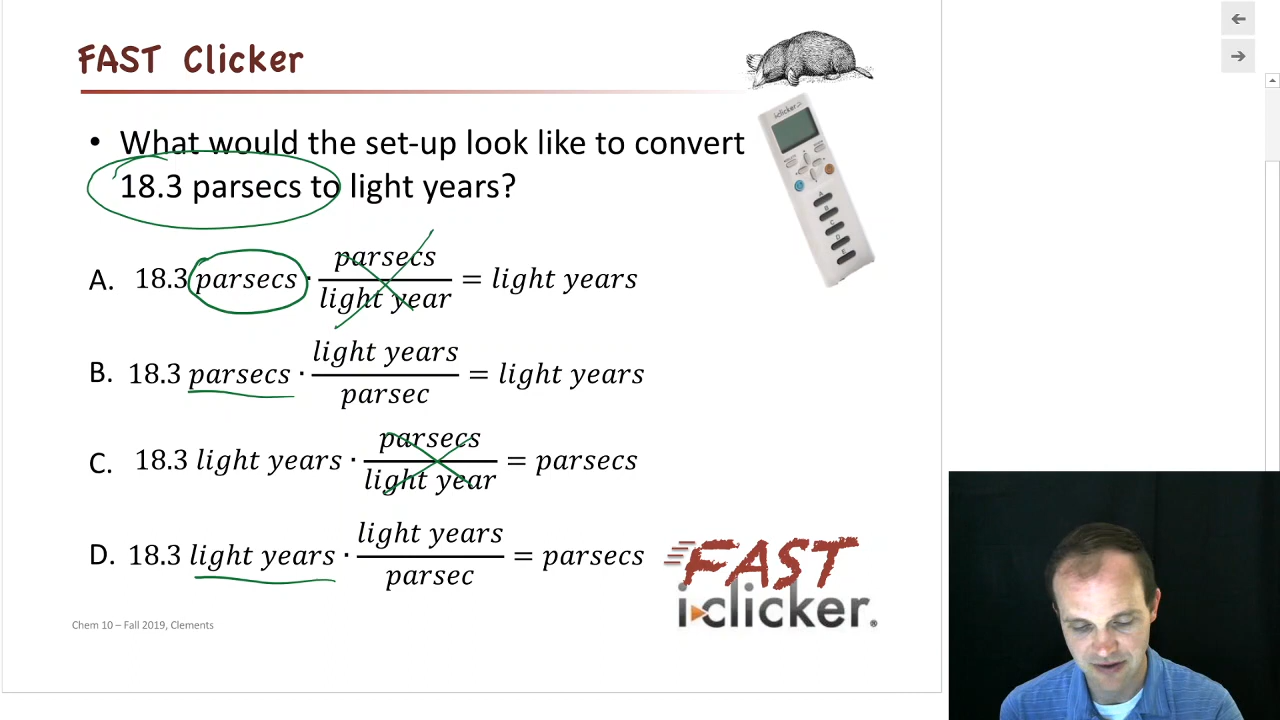 FAST Clicker
• What would the set-up look like to convert
18.3 parsecs to light years?
A. 18.3 parsecs · parsecs / light year = light years
B. 18.3 parsecs · light years / parsec = light years
C. 18.3 light years · parsecs / light year = parsecs
D. 18.3 light years · light years / parsec = parsecs
Chem 10 – Fall 2019, Clements
iclicker
A
B
C
D
E
FAST
iclicker.®